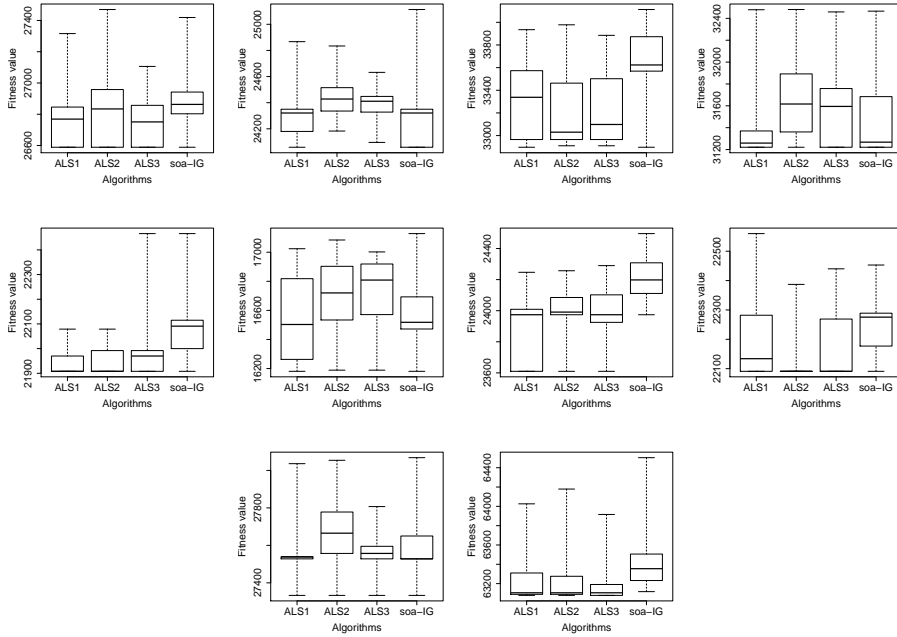 Fitness value
26600 27000 27400
ALS1 ALS2 ALS3 soa−IG
Algorithms
Fitness value
24200 24600 25000
ALS1 ALS2 ALS3 soa−IG
Algorithms
Fitness value
33000 33400 33800
ALS1 ALS2 ALS3 soa−IG
Algorithms
Fitness value
31200 31600 32000 32400
ALS1 ALS2 ALS3 soa−IG
Algorithms
Fitness value
21900 22100 22300
ALS1 ALS2 ALS3 soa−IG
Algorithms
Fitness value
16200 16600 17000
ALS1 ALS2 ALS3 soa−IG
Algorithms
Fitness value
23600 24000 24400
ALS1 ALS2 ALS3 soa−IG
Algorithms
Fitness value
22100 22300 22500
ALS1 ALS2 ALS3 soa−IG
Algorithms
Fitness value
27400 27800
ALS1 ALS2 ALS3 soa−IG
Algorithms
Fitness value
63200 63600 64000 64400
ALS1 ALS2 ALS3 soa−IG
Algorithms